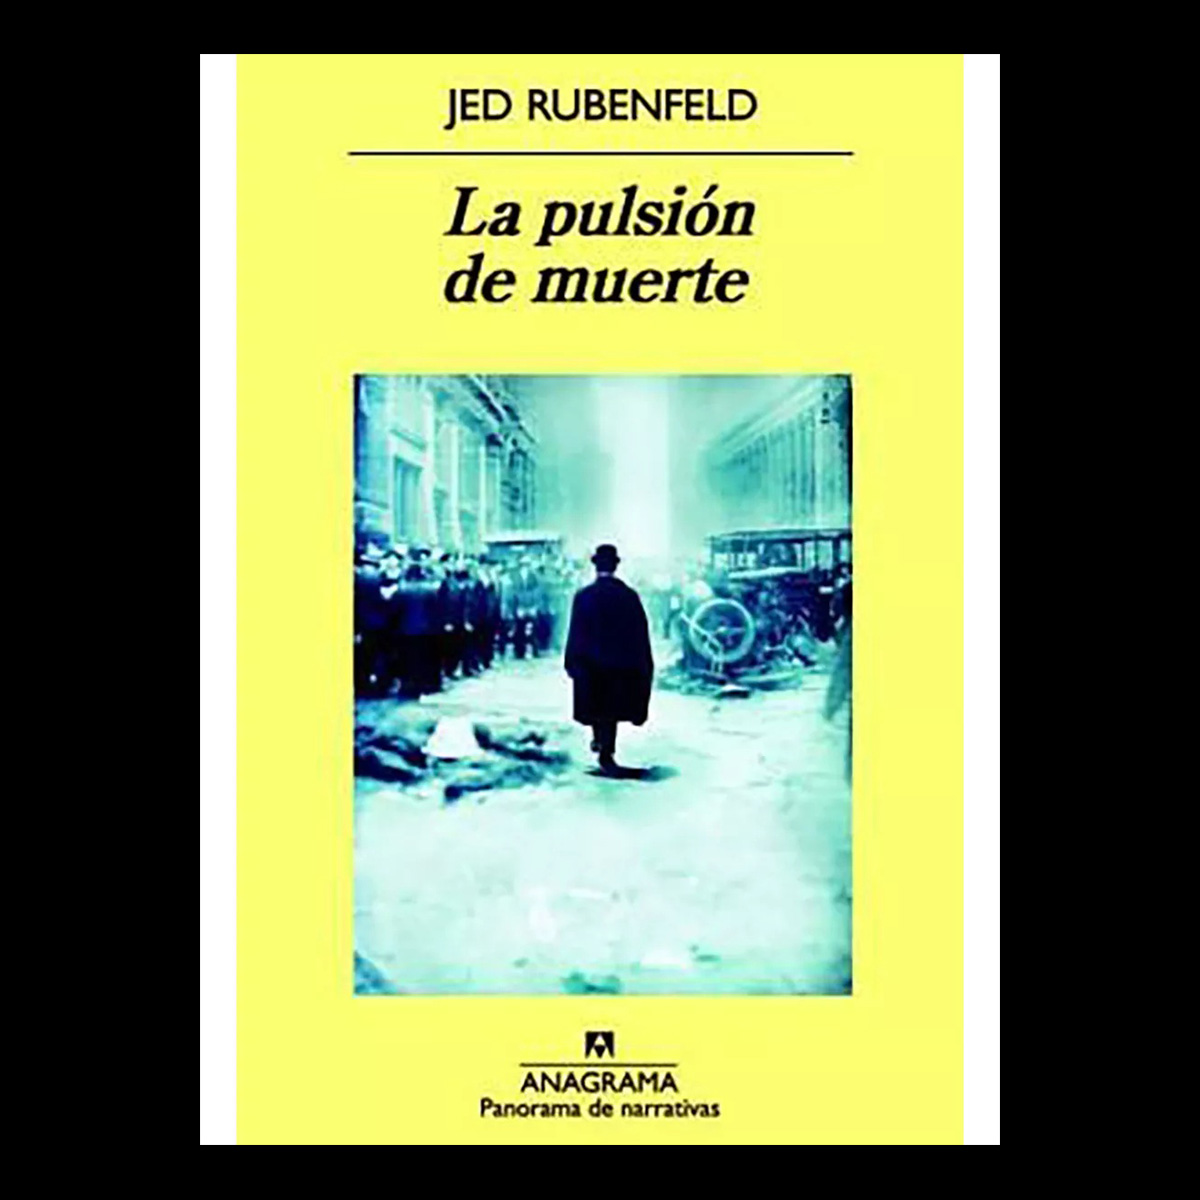 JED RUBENFELD
La pulsión
de muerte
ANAGRAMA
Panorama de narrativas